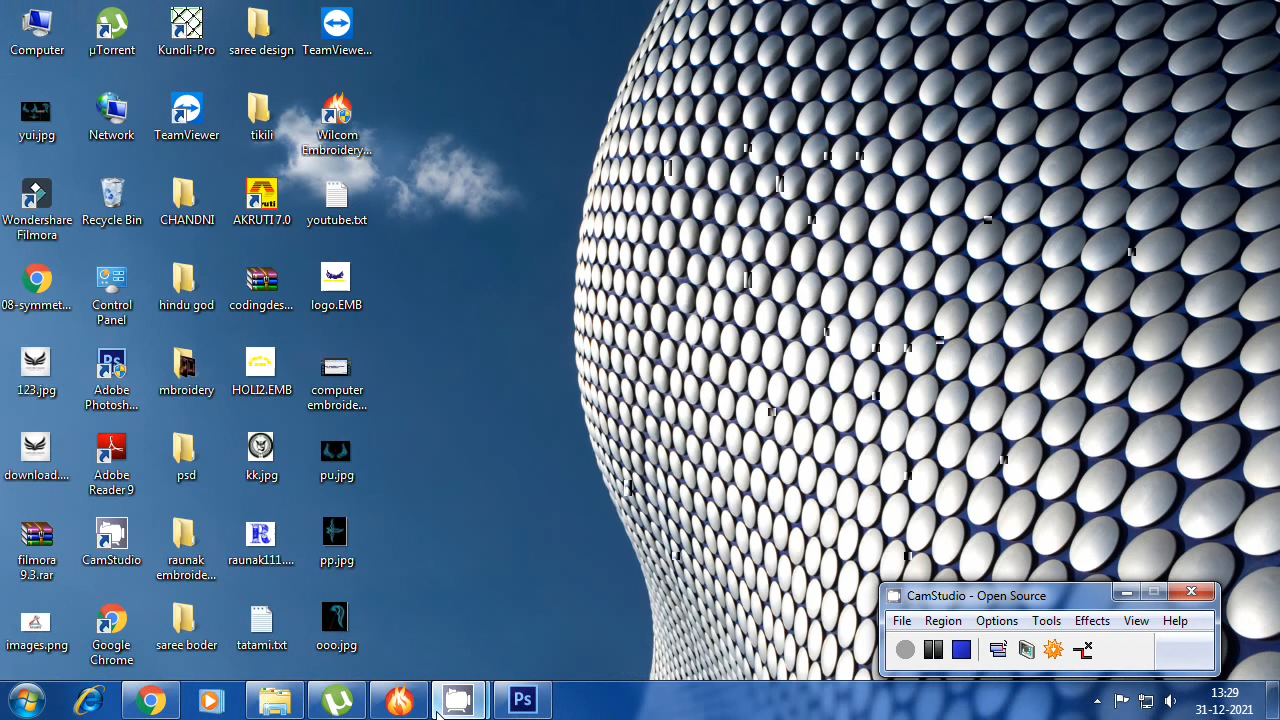 Computer
µTorrent
Kundli-Pro
saree design
TeamViewe...
yui.jpg
Network
TeamViewer
tikili
Wilcom
Embroidery...
Wondershare
Filmora
Recycle Bin
CHANDNI
AKRUTI 7.0
youtube.txt
08-symmet...
Control
Panel
hindu god
codingdes...
logo.EMB
123.jpg
Adobe
Photosh...
mbroidery
HOLI2.EMB
computer
embroide...
download....
Adobe
Reader 9
psd
kk.jpg
pu.jpg
filmora
9.3.rar
CamStudio
raunak
embroide...
raunak111....
pp.jpg
images.png
Google
Chrome
saree boder
tatami.txt
ooo.jpg
CamStudio - Open Source
File Region Options Tools Effects View Help
Ps
13:29
31-12-2021